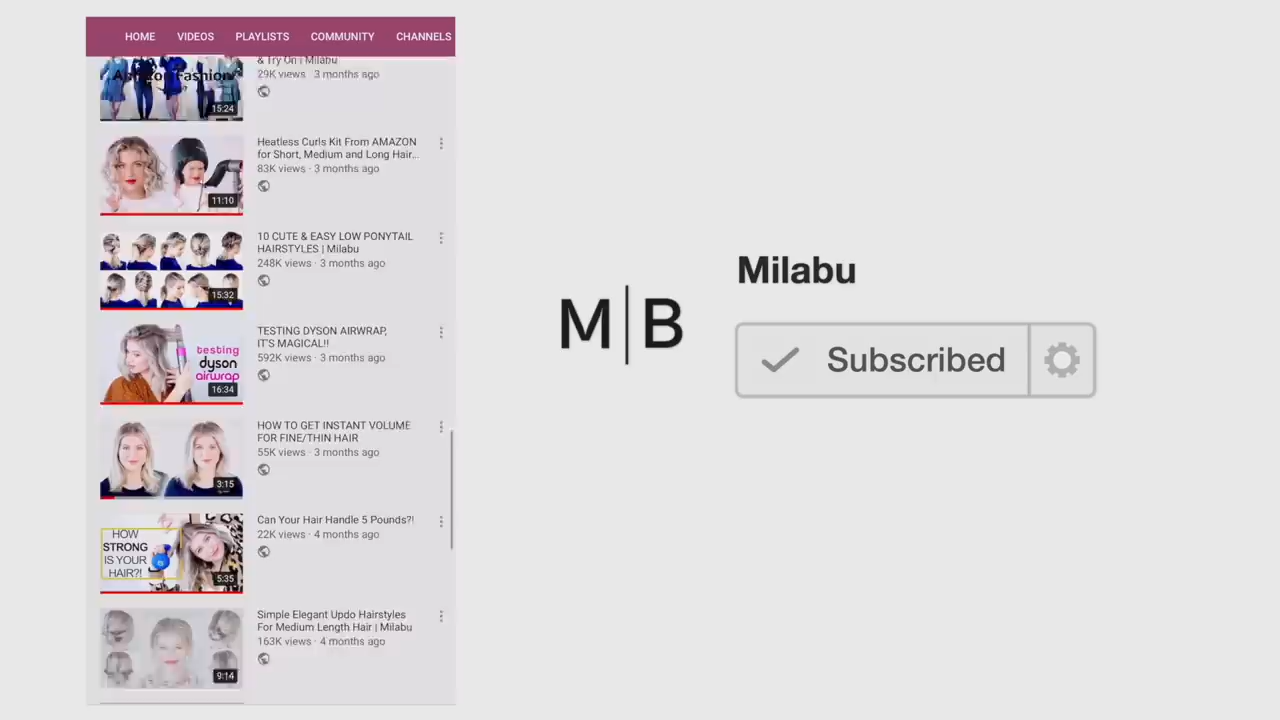 HOME VIDEOS PLAYLISTS COMMUNITY CHANNELS
& Try On | Milabu
29K views · 3 months ago
15:24
Heatless Curls Kit From AMAZON
for Short, Medium and Long Hair...
83K views · 3 months ago
11:10
10 CUTE & EASY LOW PONYTAIL
HAIRSTYLES | Milabu
248K views · 3 months ago
15:32
TESTING DYSON AIRWRAP,
IT'S MAGICAL!!
592K views · 3 months ago
testing
dyson
airwrap
16:34
HOW TO GET INSTANT VOLUME
FOR FINE/THIN HAIR
55K views · 3 months ago
3:15
Can Your Hair Handle 5 Pounds?!
22K views · 4 months ago
HOW
STRONG
IS YOUR
HAIR?!
5:35
Simple Elegant Updo Hairstyles
For Medium Length Hair | Milabu
163K views · 4 months ago
9:14
M|B
Milabu
Subscribed